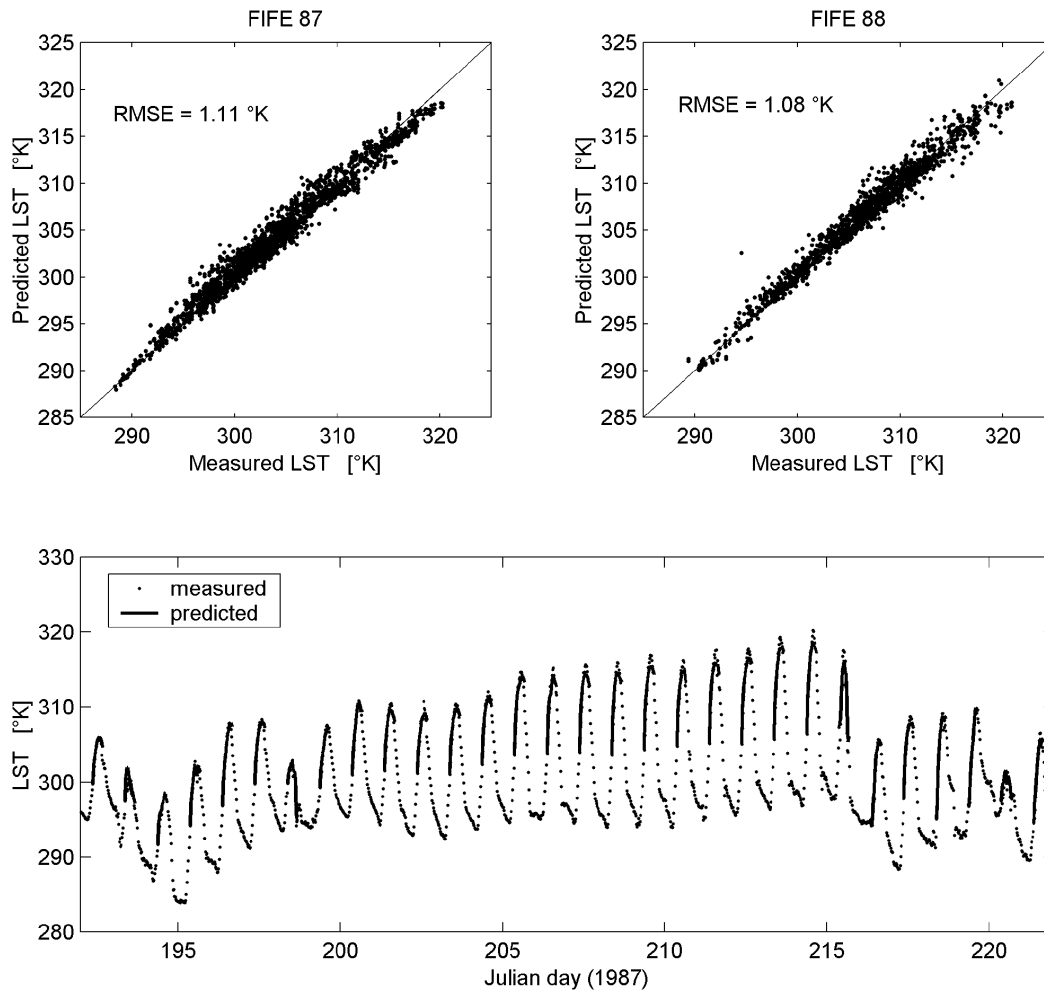 FIFE 87
325
320
315
310
305
300
295
290
285
290 300 310 320
Predicted LST [°K]
Measured LST [°K]
RMSE = 1.11 °K
FIFE 88
325
320
315
310
305
300
295
290
285
290 300 310 320
Predicted LST [°K]
Measured LST [°K]
RMSE = 1.08 °K
330
320
310
300
290
280
LST [°K]
measured
predicted
195 200 205 210 215 220
Julian day (1987)